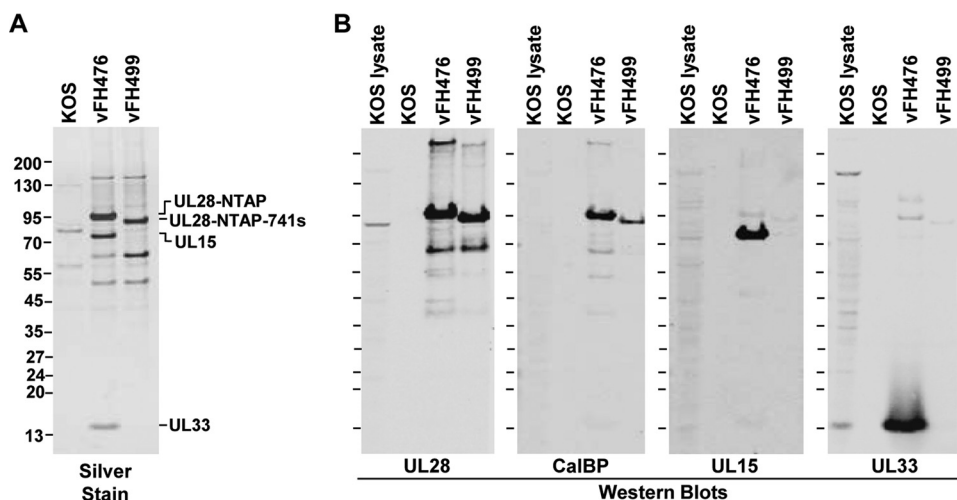 A
KOS
vFH476
vFH499
200
130
95
70
55
45
35
27
24
20
13
UL28-NTAP
UL28-NTAP-741s
UL15
UL33
Silver
Stain
B
KOS lysate
KOS
vFH476
vFH499
KOS lysate
KOS
vFH476
vFH499
KOS lysate
KOS
vFH476
vFH499
KOS lysate
KOS
vFH476
vFH499
UL28
CalBP
UL15
UL33
Western Blots